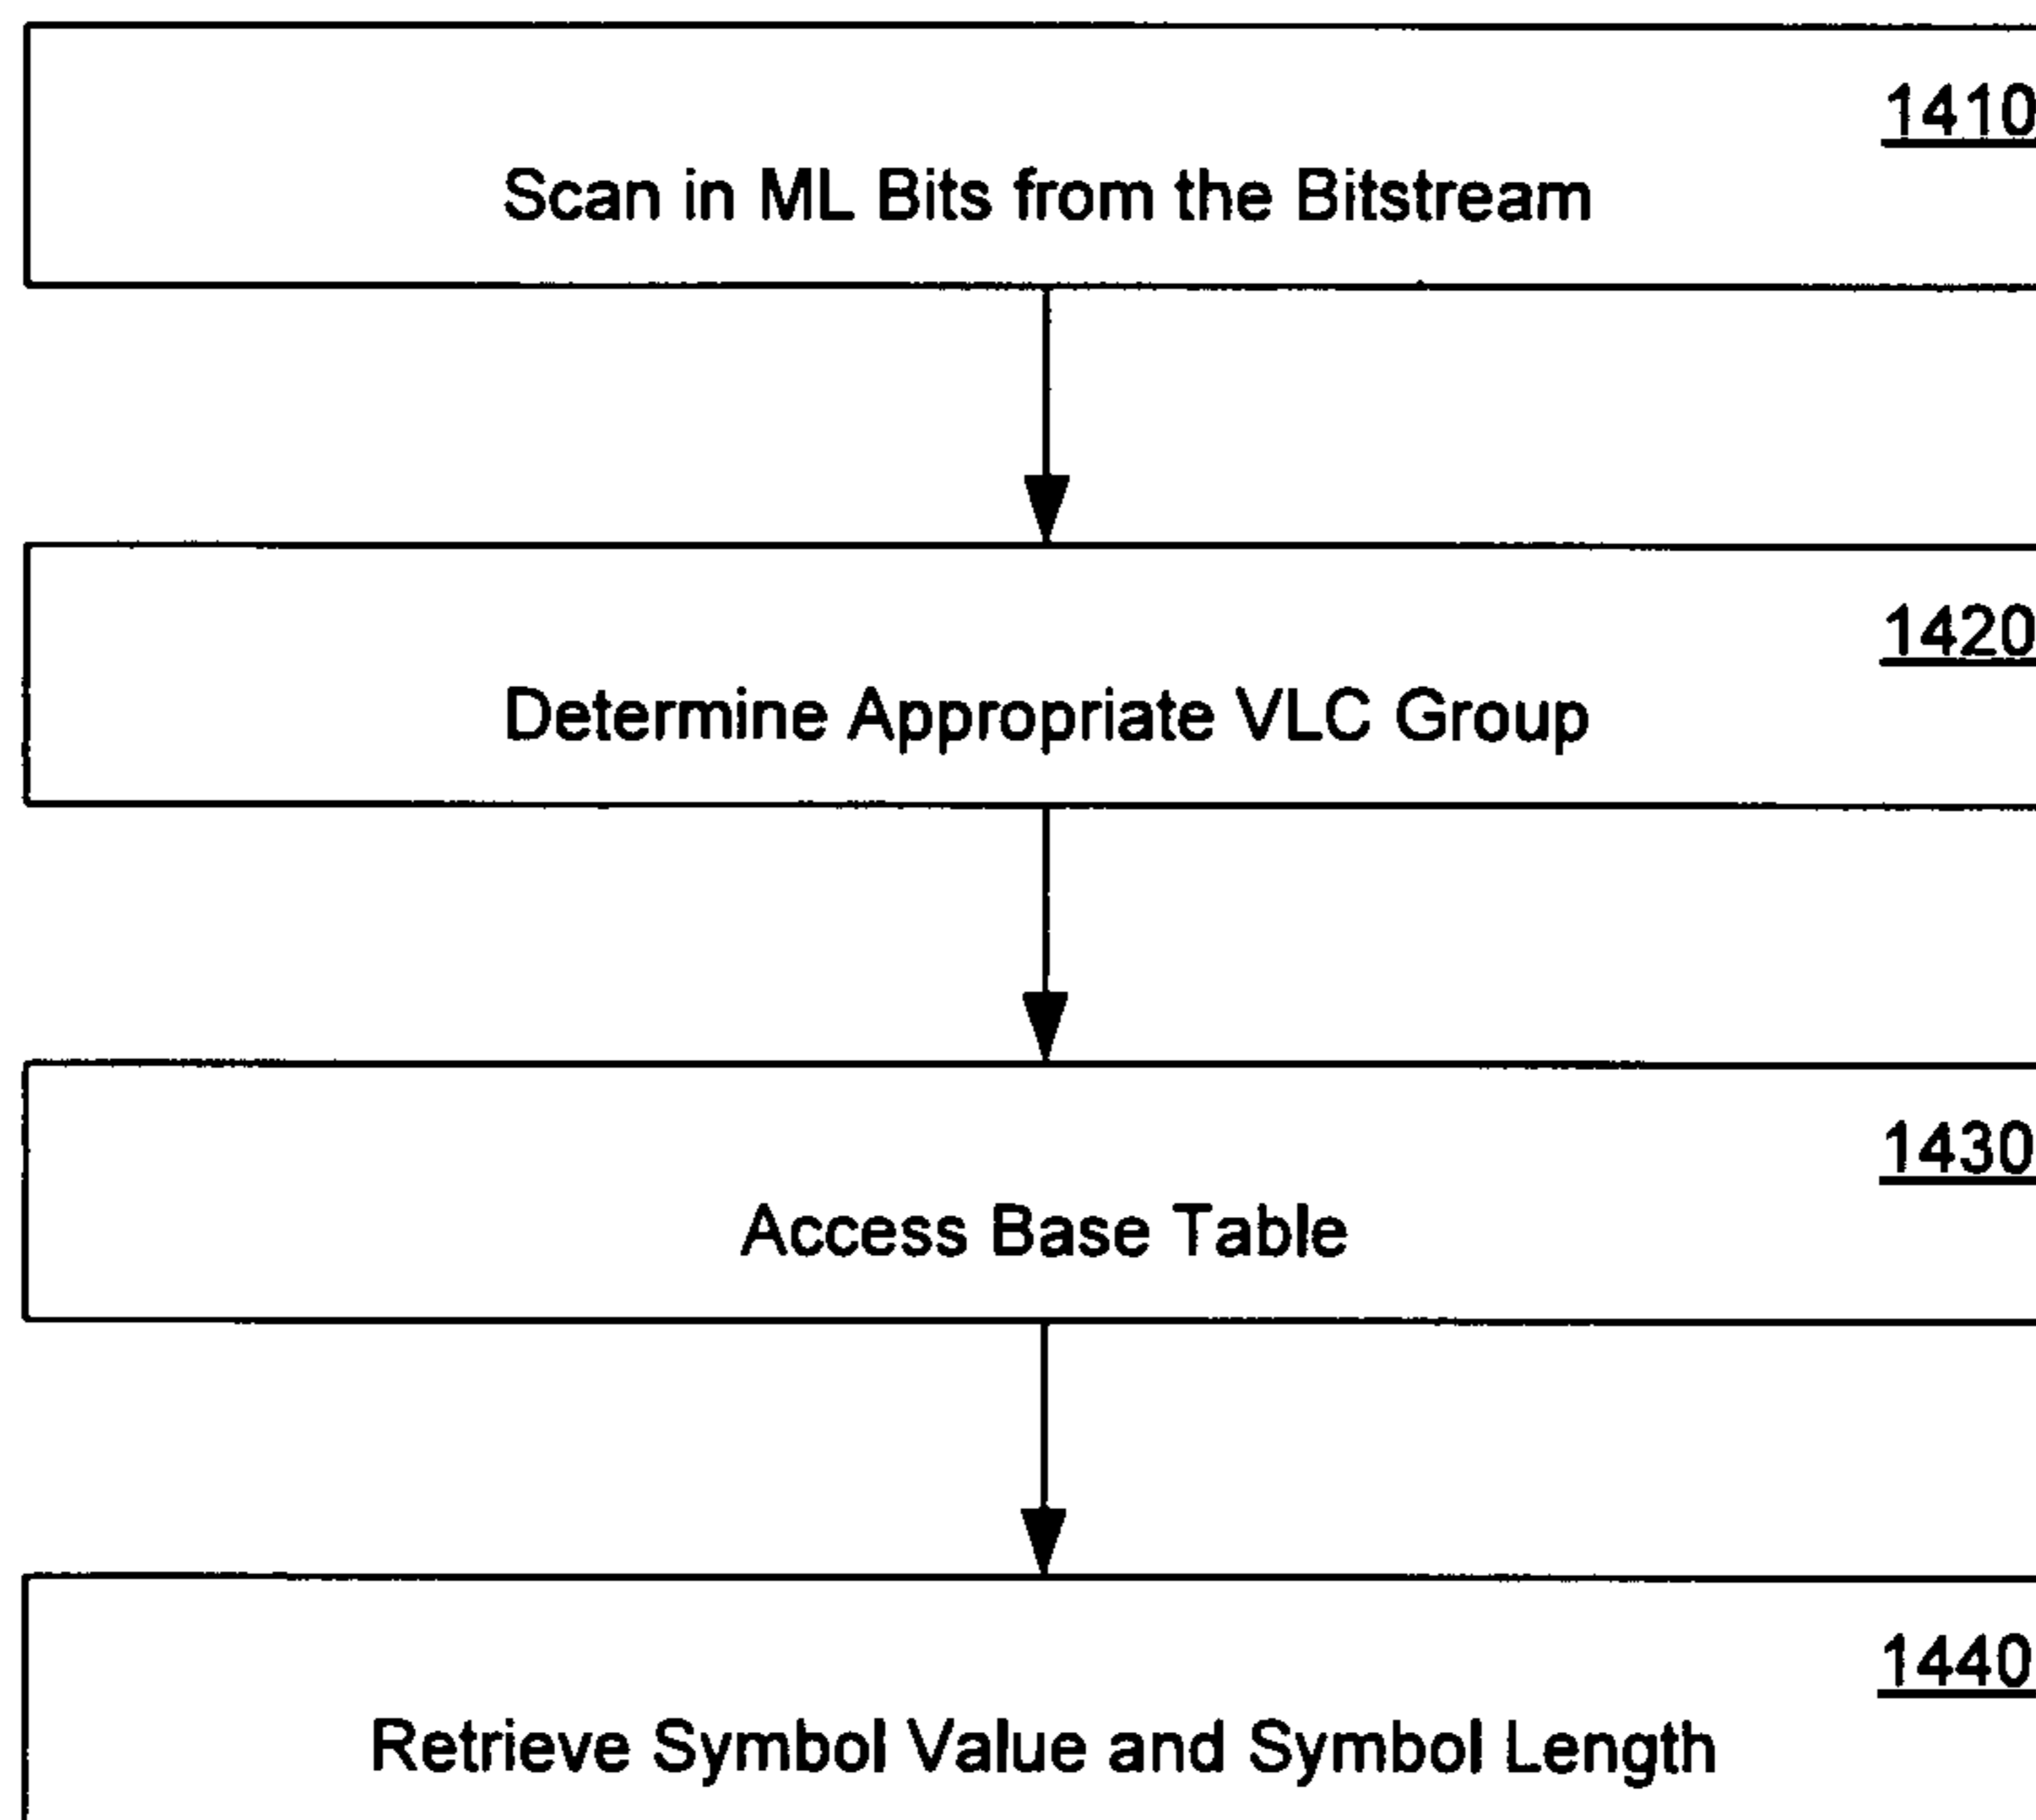 1410
Scan in ML Bits from the Bitstream
1420
Determine Appropriate VLC Group
1430
Access Base Table
1440
Retrieve Symbol Value and Symbol Length